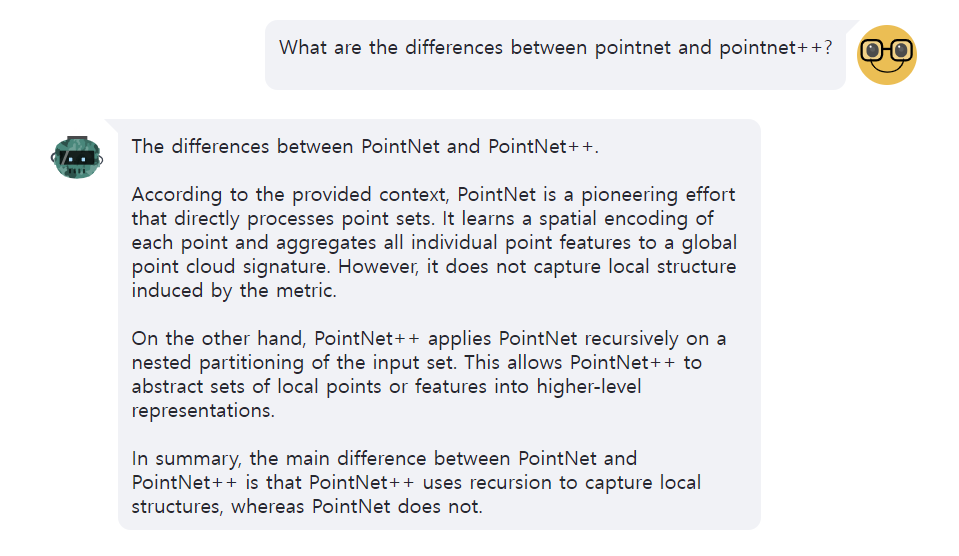 What are the differences between pointnet and pointnet++?
The differences between PointNet and PointNet++.
According to the provided context, PointNet is a pioneering effort
that directly processes point sets. It learns a spatial encoding of
each point and aggregates all individual point features to a global
point cloud signature. However, it does not capture local structure
induced by the metric.
On the other hand, PointNet++ applies PointNet recursively on a
nested partitioning of the input set. This allows PointNet++ to
abstract sets of local points or features into higher-level
representations.
In summary, the main difference between PointNet and
PointNet++ is that PointNet++ uses recursion to capture local
structures, whereas PointNet does not.